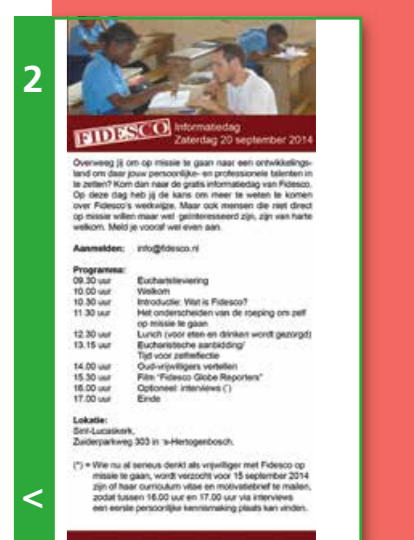 2
FIDESCO Informatiedag
Zaterdag 20 september 2014
Overweeg jij om op missie te gaan naar een ontwikkelings-
land om daar jouw persoonlijke- en professionele talenten in
te zetten? Kom dan naar de gratis informatiedag van Fidesco.
Op deze dag heb jij de kans om meer te weten te komen
over Fidesco's werkwijze. Maar ook mensen die niet direct
op missie willen maar wel geïnteresseerd zijn, zijn van harte
welkom. Meld je vooraf wel even aan.
Aanmelden: info@fidesco.nl
Programma:
09.30 uur Eucharistieviering
10.00 uur Welkom
10.30 uur Introductie: Wat is Fidesco?
11.30 uur Het onderscheiden van de roeping om zelf
op missie te gaan
12.30 uur Lunch (voor eten en drinken wordt gezorgd)
13.15 uur Eucharistische aanbidding/
Tijd voor zelfreflectie
14.00 uur Oud-vrijwilligers vertellen
15.30 uur Film "Fidesco Globe Reporters"
16.00 uur Optioneel: interviews (*)
17.00 uur Einde
Lokatie:
Sint-Lucaskerk,
Zuiderparkweg 303 in 's-Hertogenbosch.
(*) = Wie nu al serieus denkt als vrijwilliger met Fidesco op
missie te gaan, wordt verzocht voor 15 september 2014
zijn of haar curriculum vitae en motivatiebrief te mailen,
zodat tussen 16.00 uur en 17.00 uur via interviews
een eerste persoonlijke kennismaking plaats kan vinden.
<